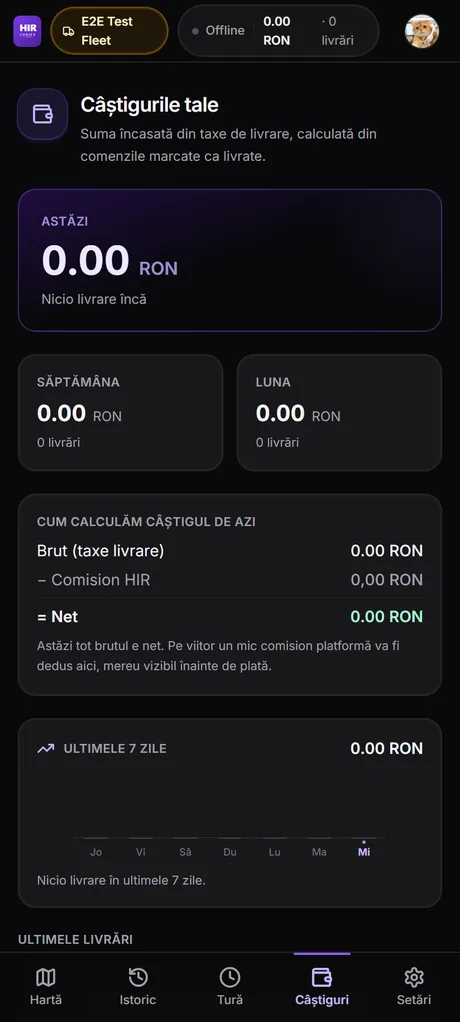 HIR
E2E Test
Fleet
Offline
0.00
RON
· 0
livrări
Câștigurile tale
Suma încasată din taxe de livrare, calculată din
comenzile marcate ca livrate.
ASTĂZI
0.00 RON
Nicio livrare încă
SĂPTĂMÂNA
0.00 RON
0 livrări
LUNA
0.00 RON
0 livrări
CUM CALCULĂM CÂȘTIGUL DE AZI
Brut (taxe livrare) 0.00 RON
− Comision HIR 0,00 RON
= Net 0.00 RON
Astăzi tot brutul e net. Pe viitor un mic comision platformă va fi
dedus aici, mereu vizibil înainte de plată.
ULTIMELE 7 ZILE 0.00 RON
Jo Vi Sâ Du Lu Ma Mi
Nicio livrare în ultimele 7 zile.
ULTIMELE LIVRĂRI
Hartă Istoric Tură Câștiguri Setări